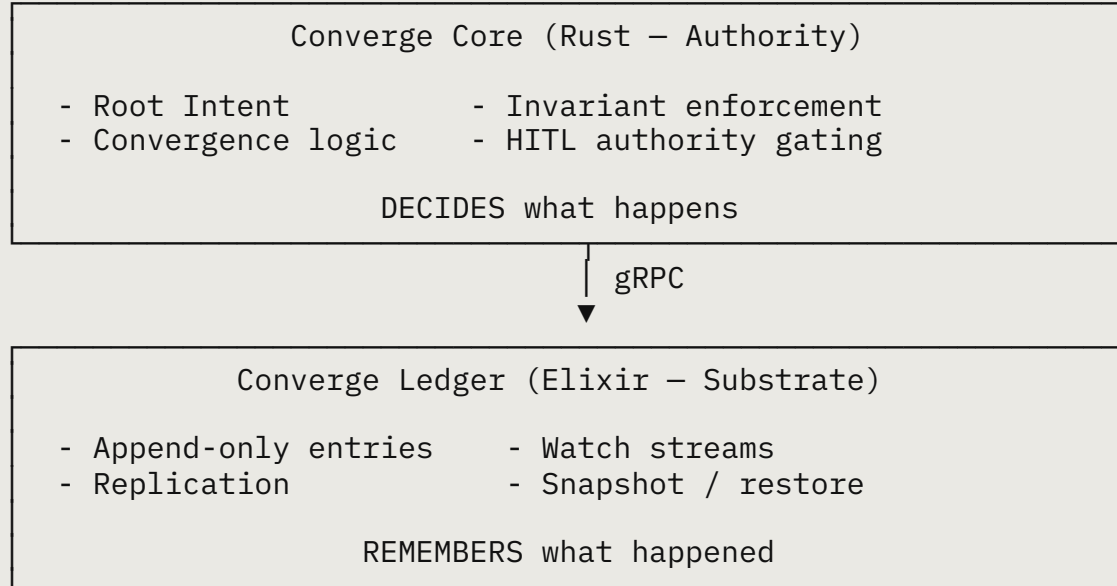 Converge Core (Rust — Authority)
- Root Intent - Invariant enforcement
- Convergence logic - HITL authority gating
DECIDES what happens
gRPC
Converge Ledger (Elixir — Substrate)
- Append-only entries - Watch streams
- Replication - Snapshot / restore
REMEMBERS what happened